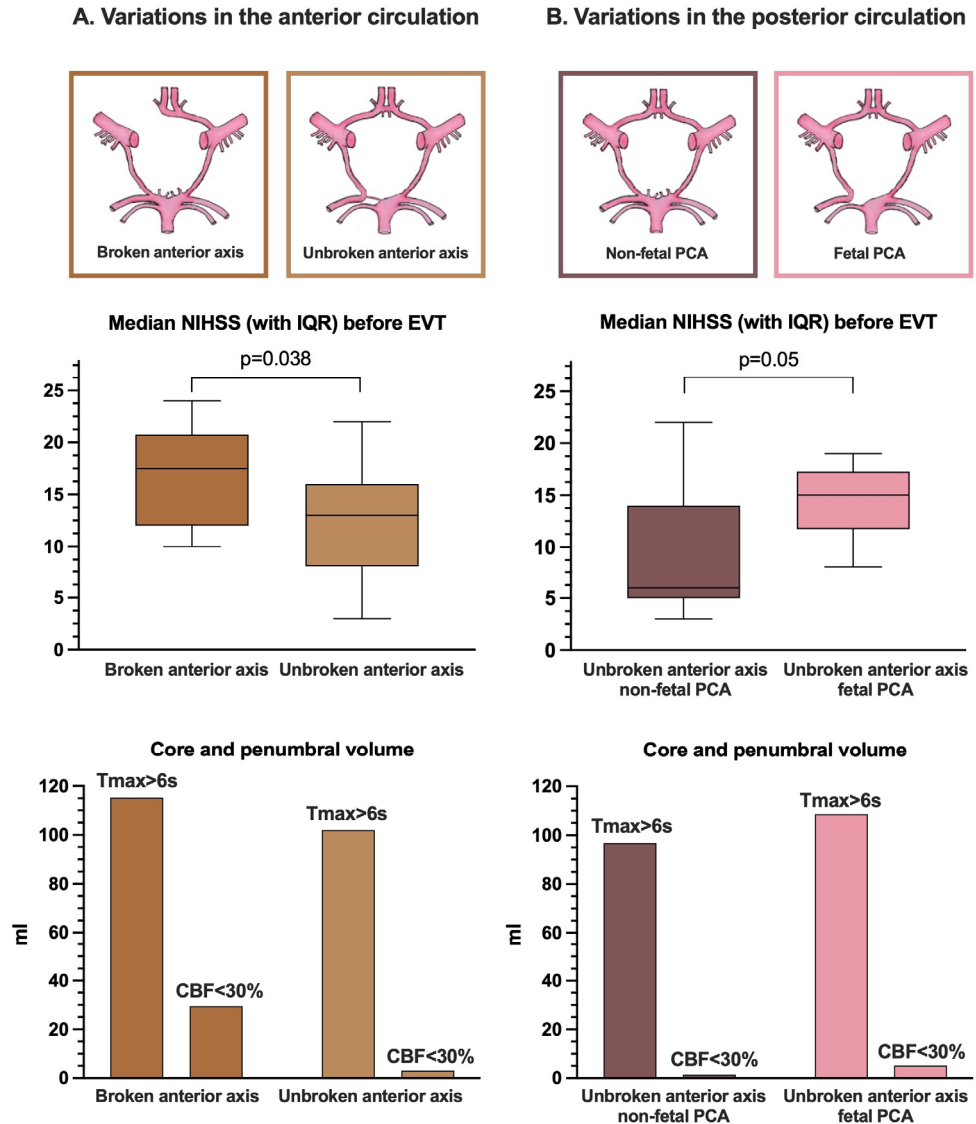 A. Variations in the anterior circulation
B. Variations in the posterior circulation
Broken anterior axis
Unbroken anterior axis
Non-fetal PCA
Fetal PCA
Median NIHSS (with IQR) before EVT
p=0.038
25
20
15
10
5
0
Broken anterior axis
Unbroken anterior axis
Median NIHSS (with IQR) before EVT
p=0.05
25
20
15
10
5
0
Unbroken anterior axis
non-fetal PCA
Unbroken anterior axis
fetal PCA
Core and penumbral volume
ml
120
100
80
60
40
20
0
Tmax>6s
CBF<30%
Tmax>6s
CBF<30%
Broken anterior axis
Unbroken anterior axis
Core and penumbral volume
ml
120
100
80
60
40
20
0
Tmax>6s
CBF<30%
Tmax>6s
CBF<30%
Unbroken anterior axis
non-fetal PCA
Unbroken anterior axis
fetal PCA